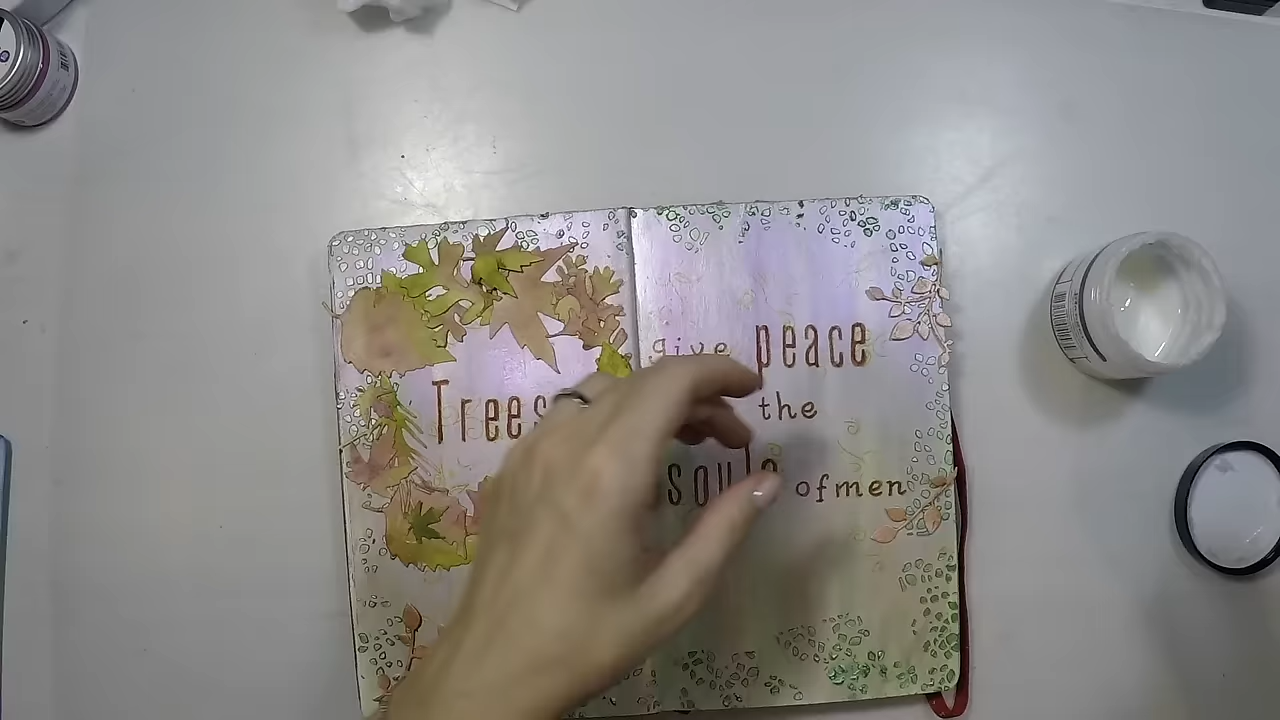 Trees
give peace
the
souls
ofmen